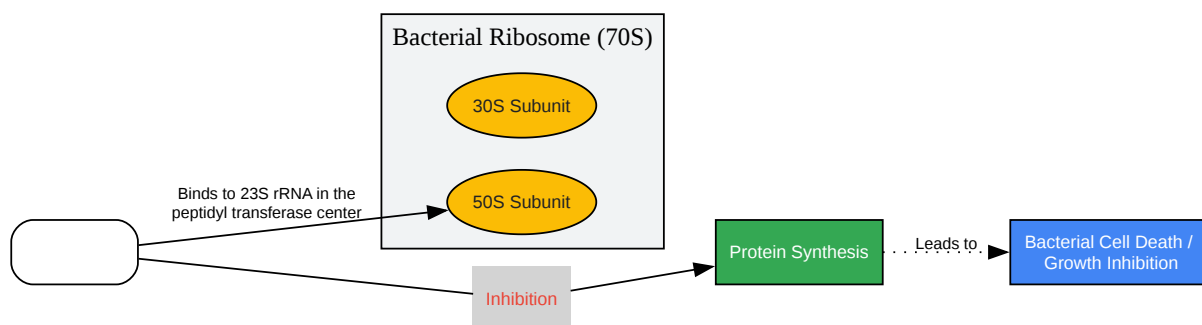 Bacterial Ribosome (70S)
30S Subunit
Binds to 23S rRNA in the
peptidyl transferase center
50S Subunit
Inhibition
Protein Synthesis
Leads to
Bacterial Cell Death /
Growth Inhibition